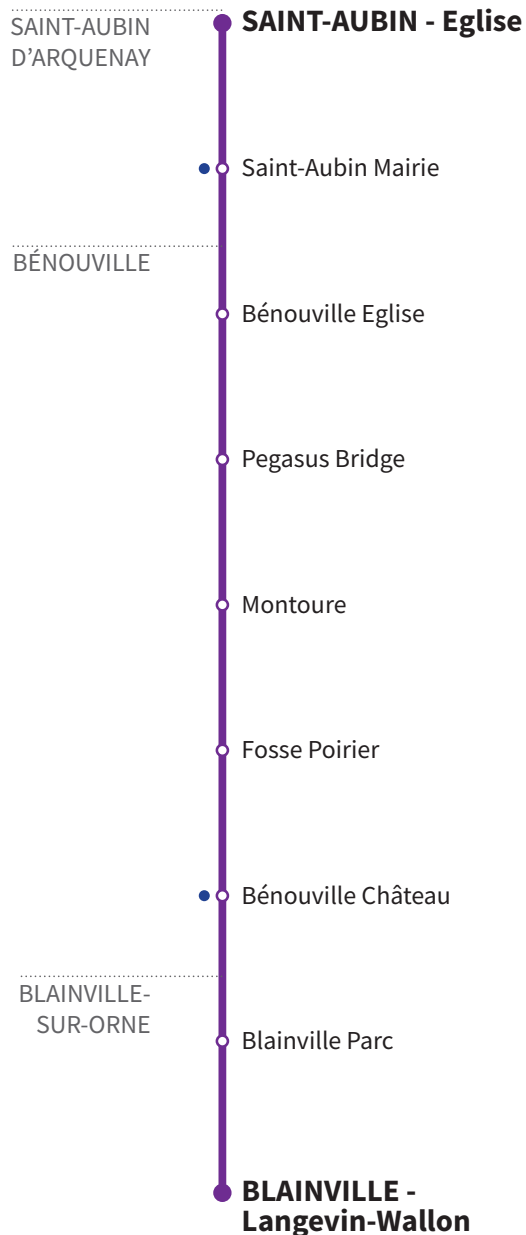 SAINT-AUBIN
D’ARQUENAY
SAINT-AUBIN - Eglise
Saint-Aubin Mairie
BÉNOUVILLE
Bénouville Eglise
Pegasus Bridge
Montoure
Fosse Poirier
Bénouville Château
BLAINVILLE-
SUR-ORNE
Blainville Parc
BLAINVILLE -
Langevin-Wallon